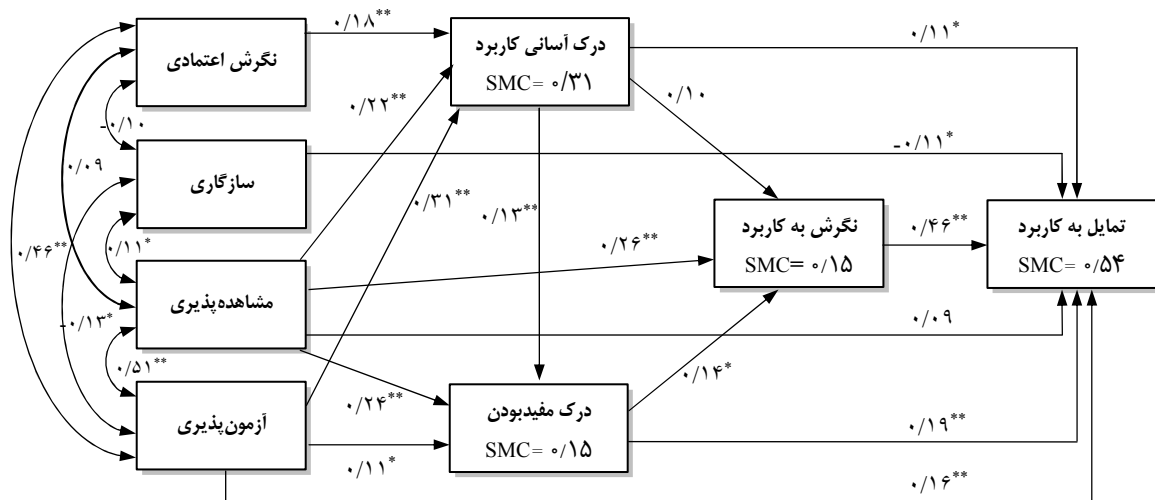 ۰/۱۸**
۰/۱۱*
نگرش اعتمادی
درک آسانی کاربرد
SMC= ۰/۳۱
۰/۲۲**
۰/۱۰
-۰/۱۰
-۰/۱۱*
سازگاری
۰/۰۹
۰/۳۱**
۰/۱۳**
نگرش به کاربرد
SMC= ۰/۱۵
۰/۴۶**
تمایل به کاربرد
SMC= ۰/۵۴
۰/۴۶**
۰/۱۱*
۰/۲۶**
مشاهده‌پذیری
-۰/۱۳*
۰/۰۹
۰/۵۱**
۰/۱۴*
آزمون‌پذیری
۰/۲۴**
درک مفیدبودن
SMC= ۰/۱۵
۰/۱۹**
۰/۱۱*
۰/۱۶**